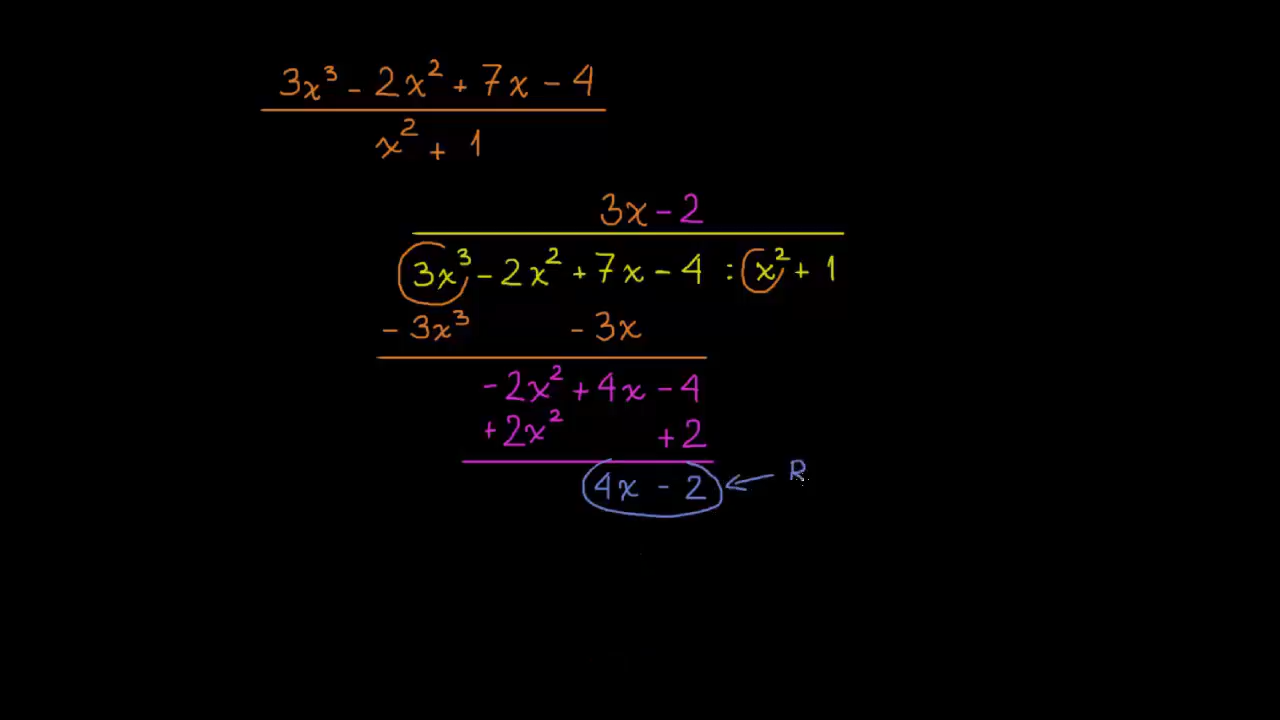 3x³ - 2x² + 7x - 4
x² + 1
3x - 2
3x³ - 2x² + 7x - 4 : x² + 1
- 3x³ - 3x
- 2x² + 4x - 4
+ 2x² + 2
4x - 2 ← R